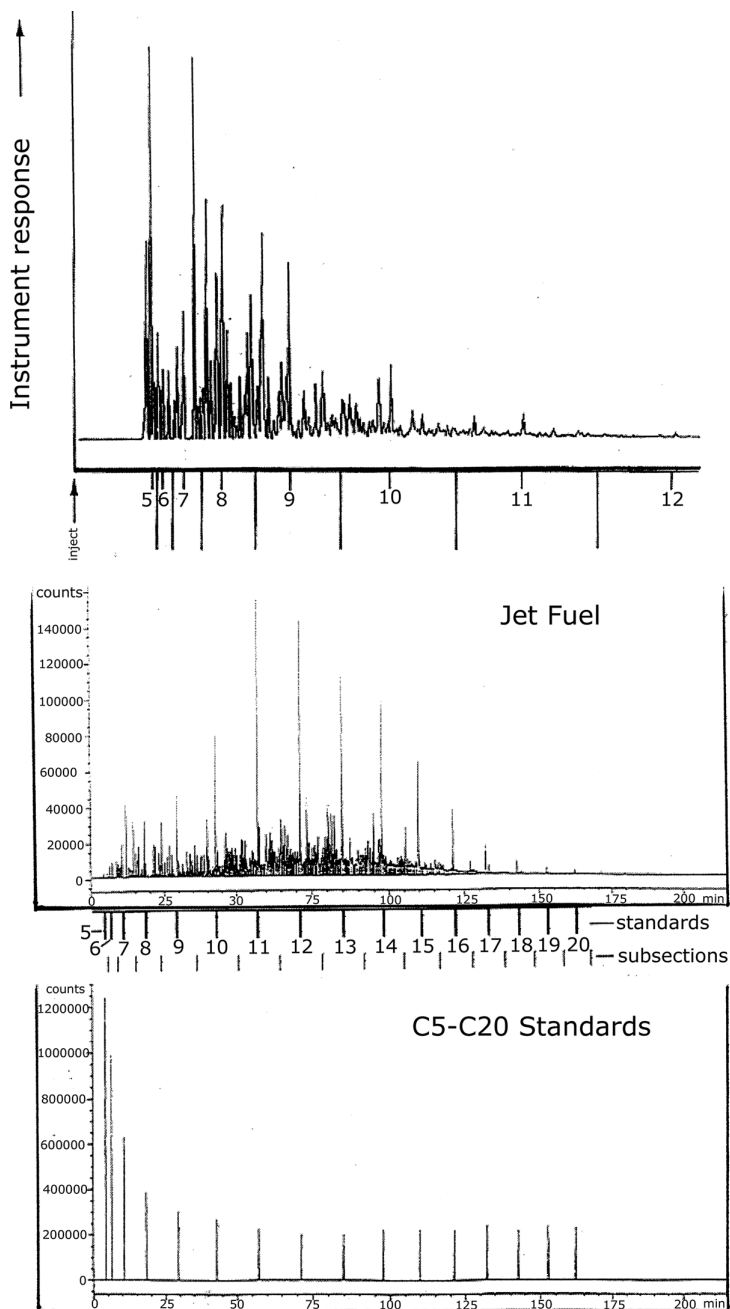 Instrument response
5 6 7 8 9 10 11 12
inject
counts
Jet Fuel
140000
120000
100000
80000
60000
40000
20000
0
0 25 50 75 100 125 150 175 200 min
5 standards
6 7 8 9 10 11 12 13 14 15 16 17 18 19 20
subsections
counts
C5-C20 Standards
1200000
1000000
800000
600000
400000
200000
0
0 25 50 75 100 125 150 175 200 min